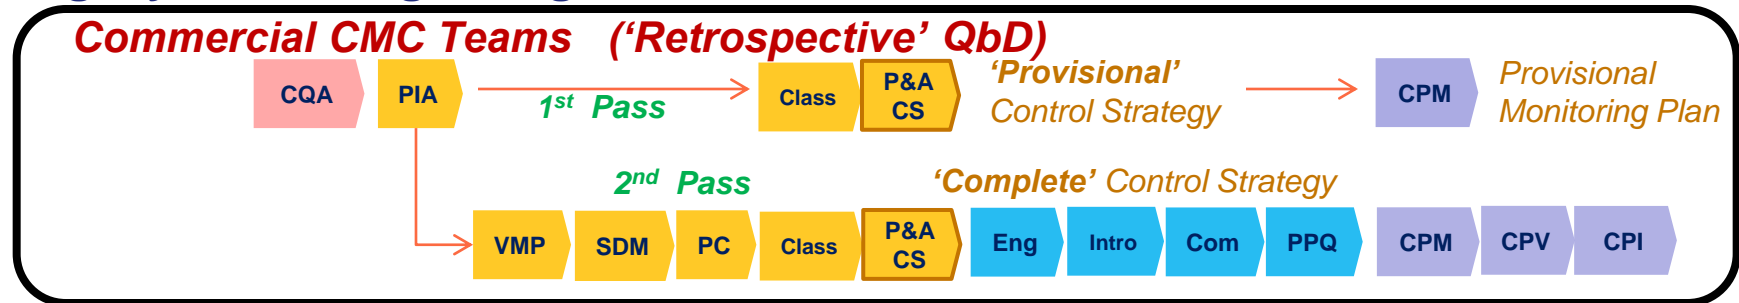 Commercial CMC Teams ('Retrospective' QbD)
CQA
PIA
1st Pass
Class
P&A
CS
'Provisional'
Control Strategy
CPM
Provisional
Monitoring Plan
2nd Pass
'Complete' Control Strategy
VMP
SDM
PC
Class
P&A
CS
Eng
Intro
Com
PPQ
CPM
CPV
CPI